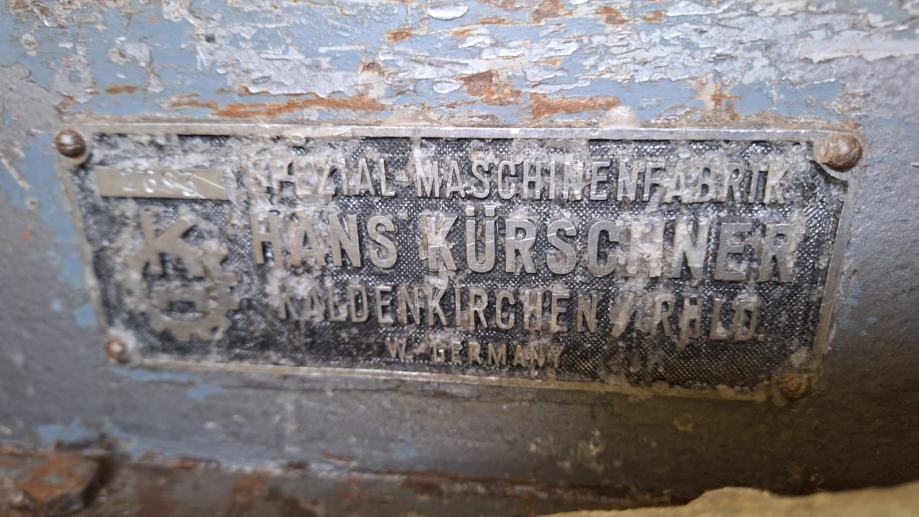 SPEZIAL-MASCHINENFABRIK
HANS KÜRSCHNER
KALDENKIRCHEN/RHLD.
W.-GERMANY